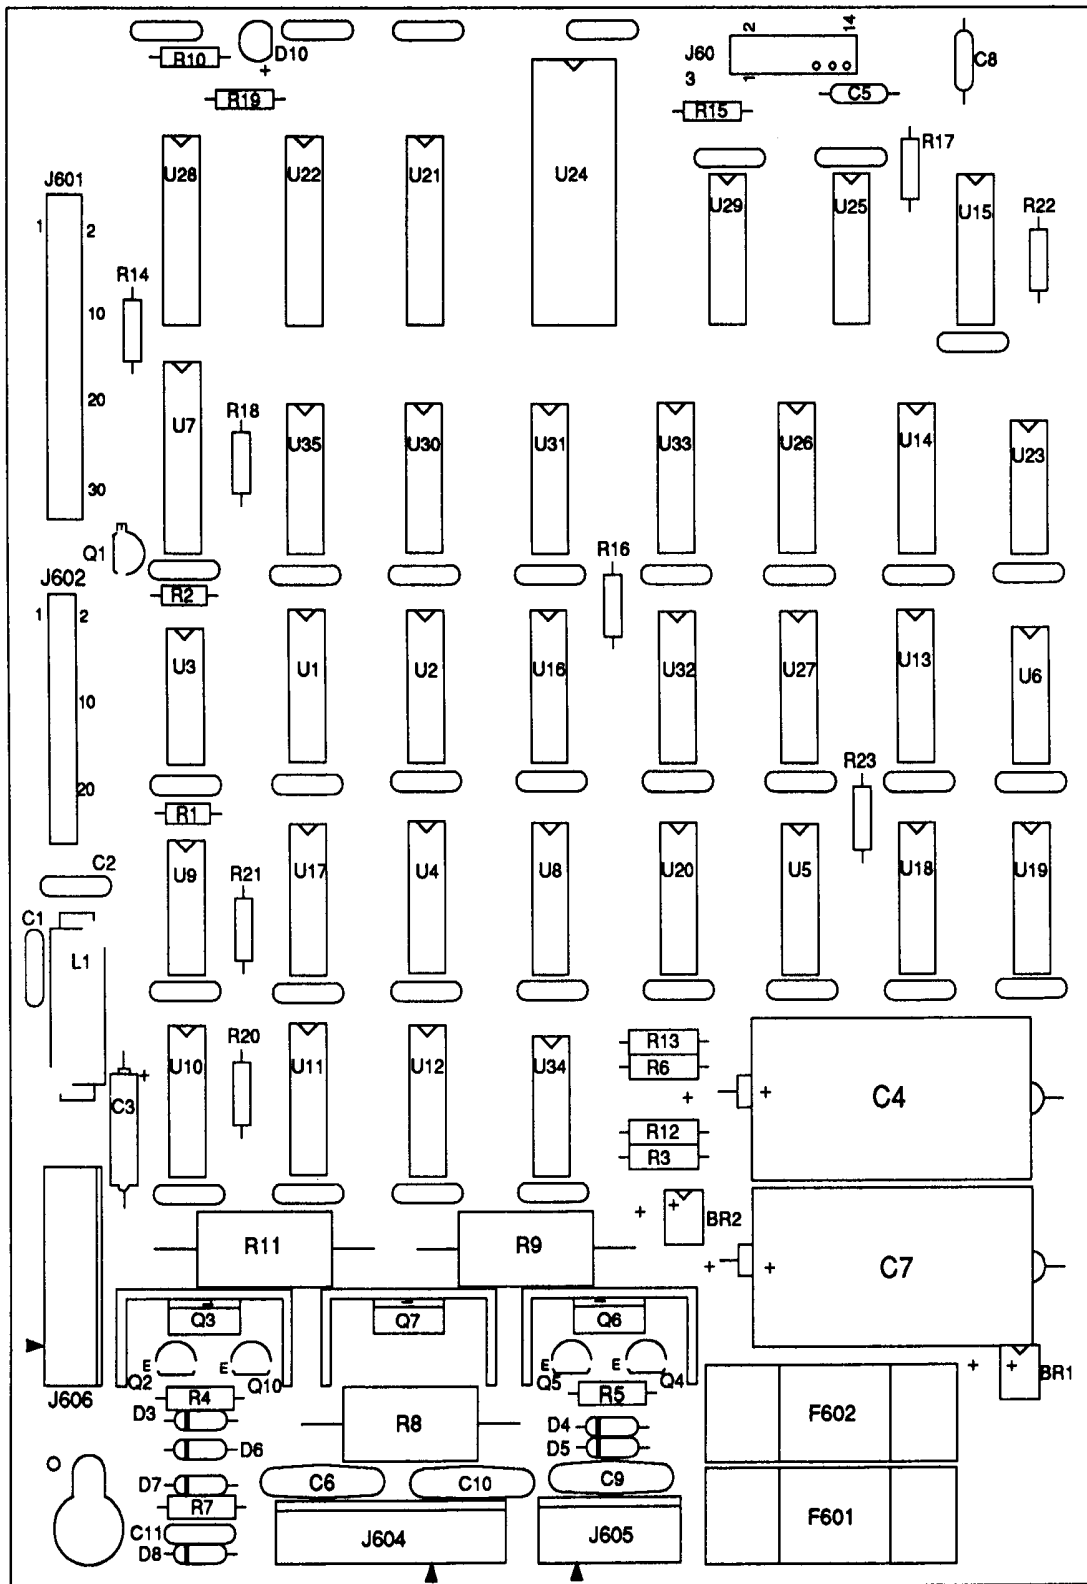 R10
D10
+
R19
J60
3
2
14
1
C5
C8
R15
R17
J601
1
2
10
20
30
U28
U22
U21
U24
U29
U25
U15
R22
R14
U7
R18
U35
U30
U31
U33
U26
U14
U23
E
Q1
R16
J602
1
2
10
20
R2
U3
U1
U2
U16
U32
U27
U13
U6
R23
R1
C2
U9
R21
U17
U4
U8
U20
U5
U18
U19
C1
L1
R20
U10
U11
U12
U34
R13
R6
+
+
C4
+
C3
R12
R3
+
+
BR2
R11
R9
+
+
C7
Q3
Q7
Q6
E
Q2
E
Q10
E
Q5
E
Q4
+
+
BR1
J606
R4
R5
D3
R8
D4
F602
D6
D5
D7
C6
C10
C9
R7
C11
J604
J605
F601
D8